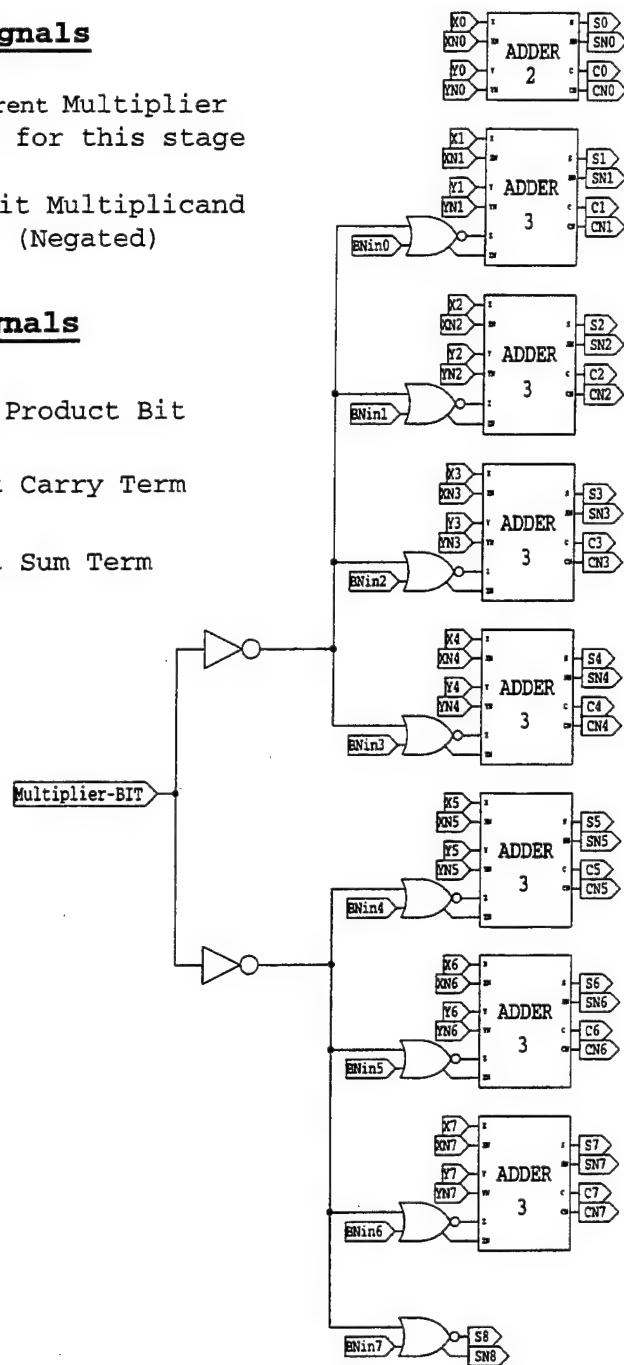 gnals
rent Multiplier
for this stage
it Multiplicand
(Negated)
gnals
Product Bit
Carry Term
Sum Term
Multiplier-BIT
X0
XN0
Y0
YN0
ADDER
2
S0
SN0
C0
CN0
X1
XN1
Y1
YN1
BNin0
ADDER
3
S1
SN1
C1
CN1
X2
XN2
Y2
YN2
BNin1
ADDER
3
S2
SN2
C2
CN2
X3
XN3
Y3
YN3
BNin2
ADDER
3
S3
SN3
C3
CN3
X4
XN4
Y4
YN4
BNin3
ADDER
3
S4
SN4
C4
CN4
X5
XN5
Y5
YN5
BNin4
ADDER
3
S5
SN5
C5
CN5
X6
XN6
Y6
YN6
BNin5
ADDER
3
S6
SN6
C6
CN6
X7
XN7
Y7
YN7
BNin6
ADDER
3
S7
SN7
C7
CN7
BNin7
S8
SN8